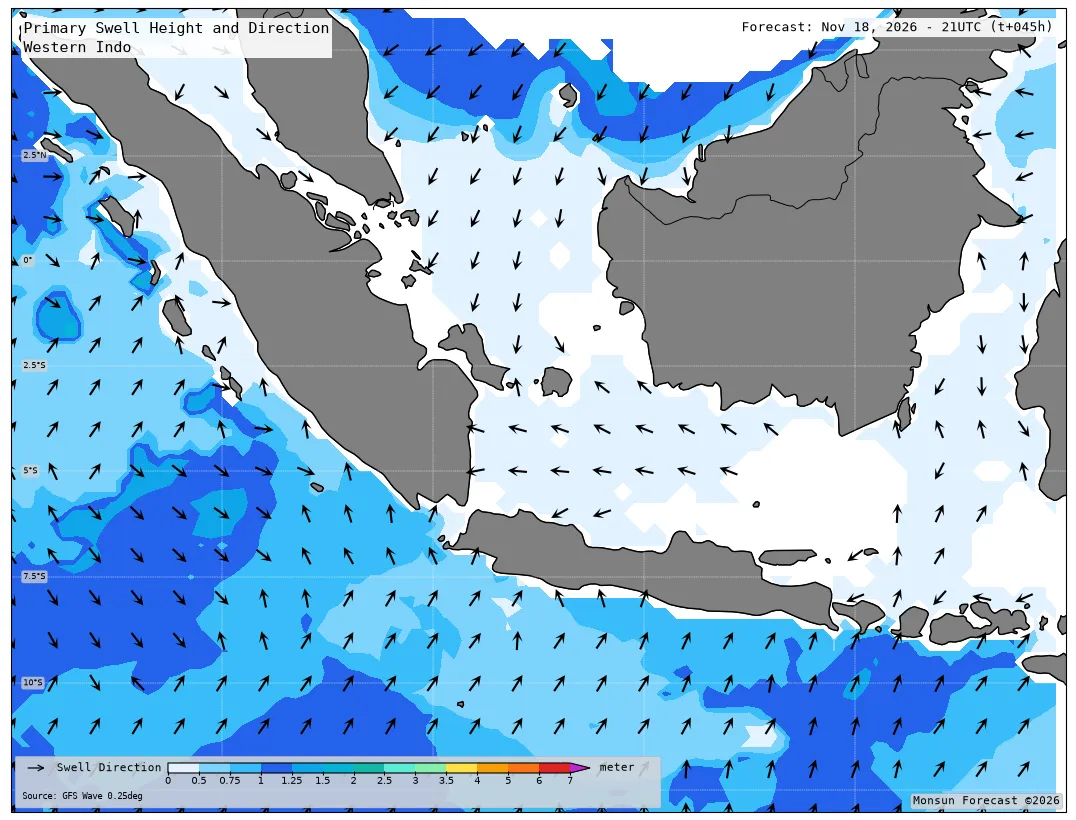 Primary Swell Height and Direction
Western Indo
Forecast: Nov 18, 2026 - 21UTC (t+045h)
2.5°N
0°
2.5°S
5°S
7.5°S
10°S
Swell Direction
0 0.5 0.75 1 1.25 1.5 2 2.5 3 3.5 4 5 6 7
meter
Source: GFS Wave 0.25deg
Monsun Forecast ©2026